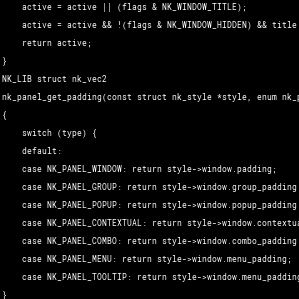 active = active || (flags & NK_WINDOW_TITLE);
active = active && !(flags & NK_WINDOW_HIDDEN) && title
return active;
}
NK_LIB struct nk_vec2
nk_panel_get_padding(const struct nk_style *style, enum nk_p
{
switch (type) {
default:
case NK_PANEL_WINDOW: return style->window.padding;
case NK_PANEL_GROUP: return style->window.group_padding
case NK_PANEL_POPUP: return style->window.popup_padding
case NK_PANEL_CONTEXTUAL: return style->window.contextua
case NK_PANEL_COMBO: return style->window.combo_padding
case NK_PANEL_MENU: return style->window.menu_padding;
case NK_PANEL_TOOLTIP: return style->window.menu_padding
}